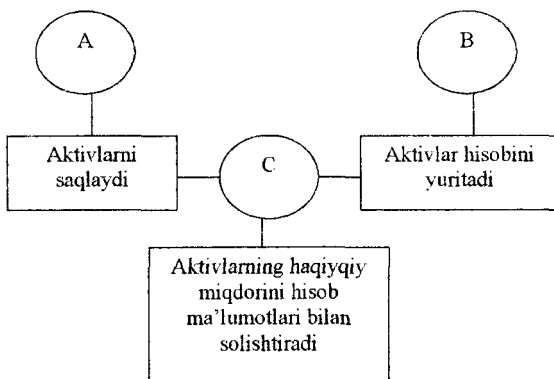 A
B
Aktivlarni
saqlaydi
C
Aktivlar hisobini
yuritadi
Aktivlarning haqiyqiy
miqdorini hisob
ma'lumotlari bilan
solishtiradi